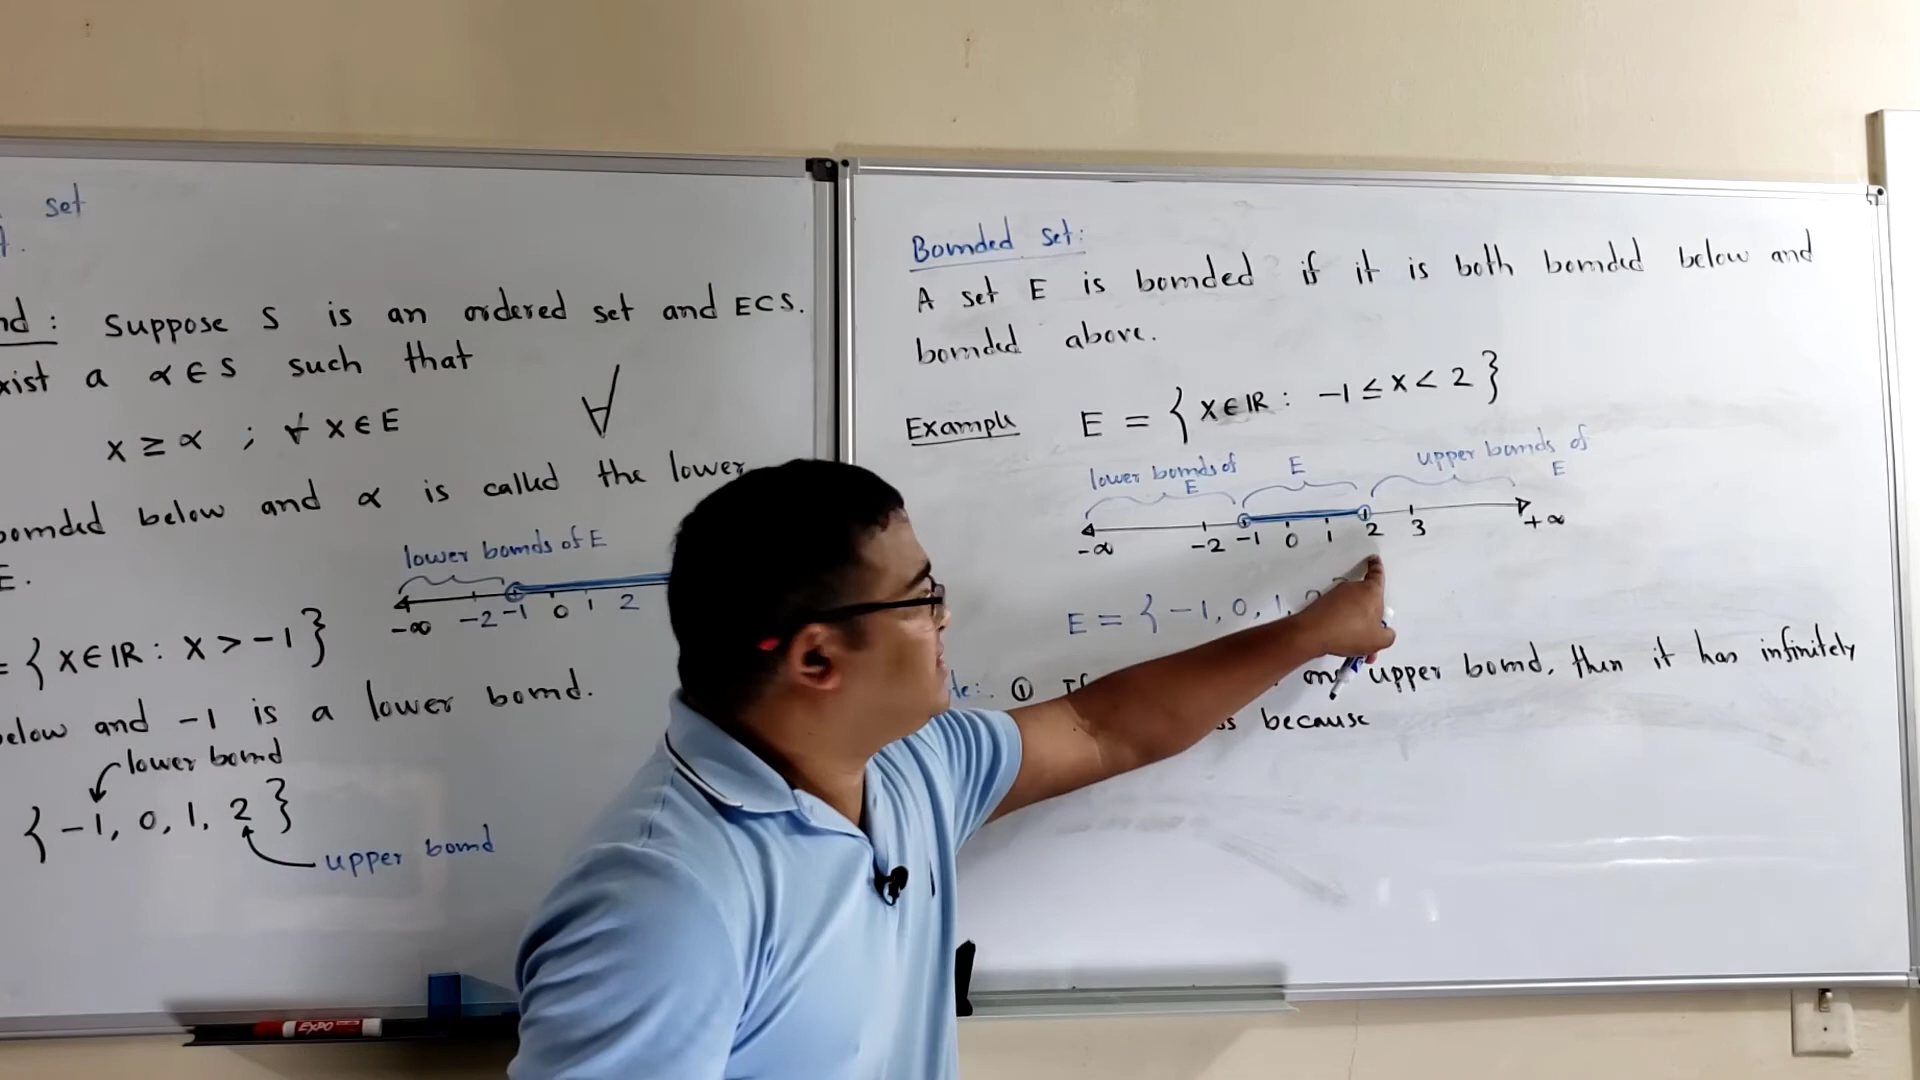 set
nd : Suppose S is an ordered set and E⊂S.
xist a α∈S such that
x ≥ α ; ∀ x∈E
∀
bounded below and α is called the lower
E.
lower bounds of E
-∞ -2 -1 0 1 2
= { x∈ℝ : x > -1 }
elow and -1 is a lower bound.
lower bound
{ -1, 0, 1, 2 }
upper bound
EXPO
Bounded set:
A set E is bounded if it is both bounded below and
bounded above.
Example E = { x∈ℝ : -1 ≤ x < 2 }
lower bounds of E
E
upper bounds of E
-∞ -2 -1 0 1 2 3 +∞
E = { -1, 0, 1,
te: ① If
one upper bound, then it has infinitely
because